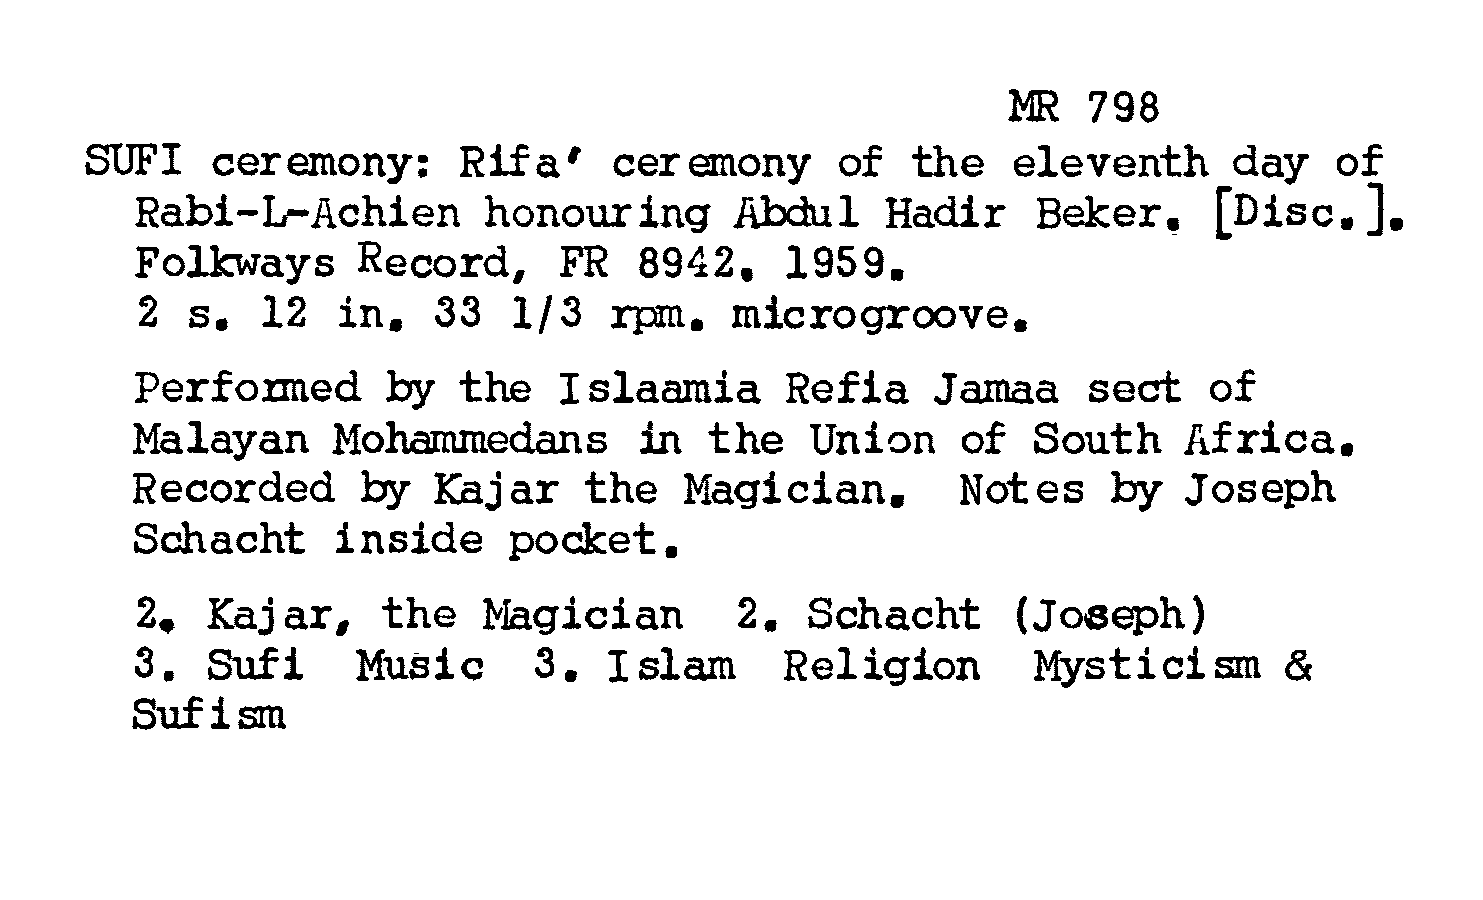 MR 798
SUFI ceremony: Rifa' ceremony of the eleventh day of
Rabi-L-Achien honouring Abdul Hadir Beker. [Disc.].
Folkways Record, FR 8942. 1959.
2 s. 12 in. 33 1/3 rpm. microgroove.
Performed by the Islaamia Refia Jamaa sect of
Malayan Mohammedans in the Union of South Africa.
Recorded by Kajar the Magician. Notes by Joseph
Schacht inside pocket.
2. Kajar, the Magician 2. Schacht (Joseph)
3. Sufi Music 3. Islam Religion Mysticism &
Sufism